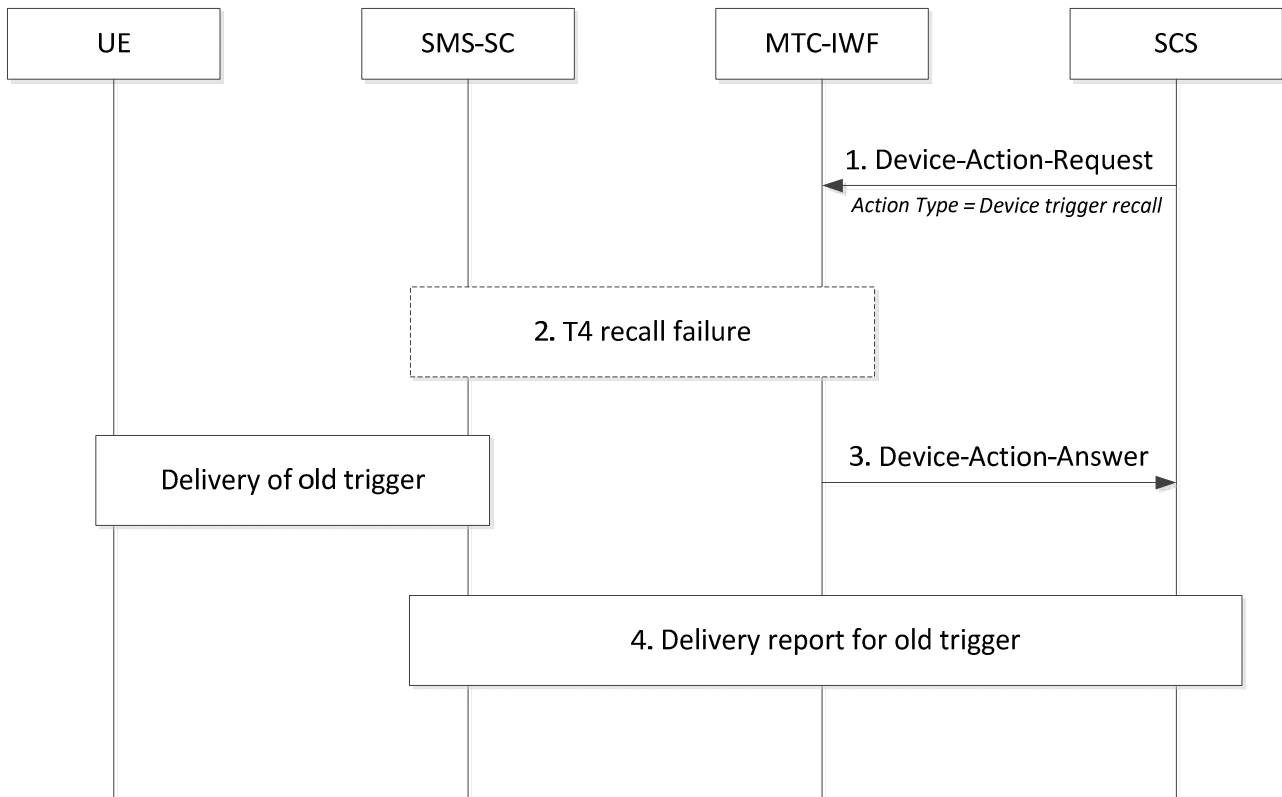 UE
SMS-SC
MTC-IWF
SCS
1. Device-Action-Request
Action Type = Device trigger recall
2. T4 recall failure
3. Device-Action-Answer
Delivery of old trigger
4. Delivery report for old trigger